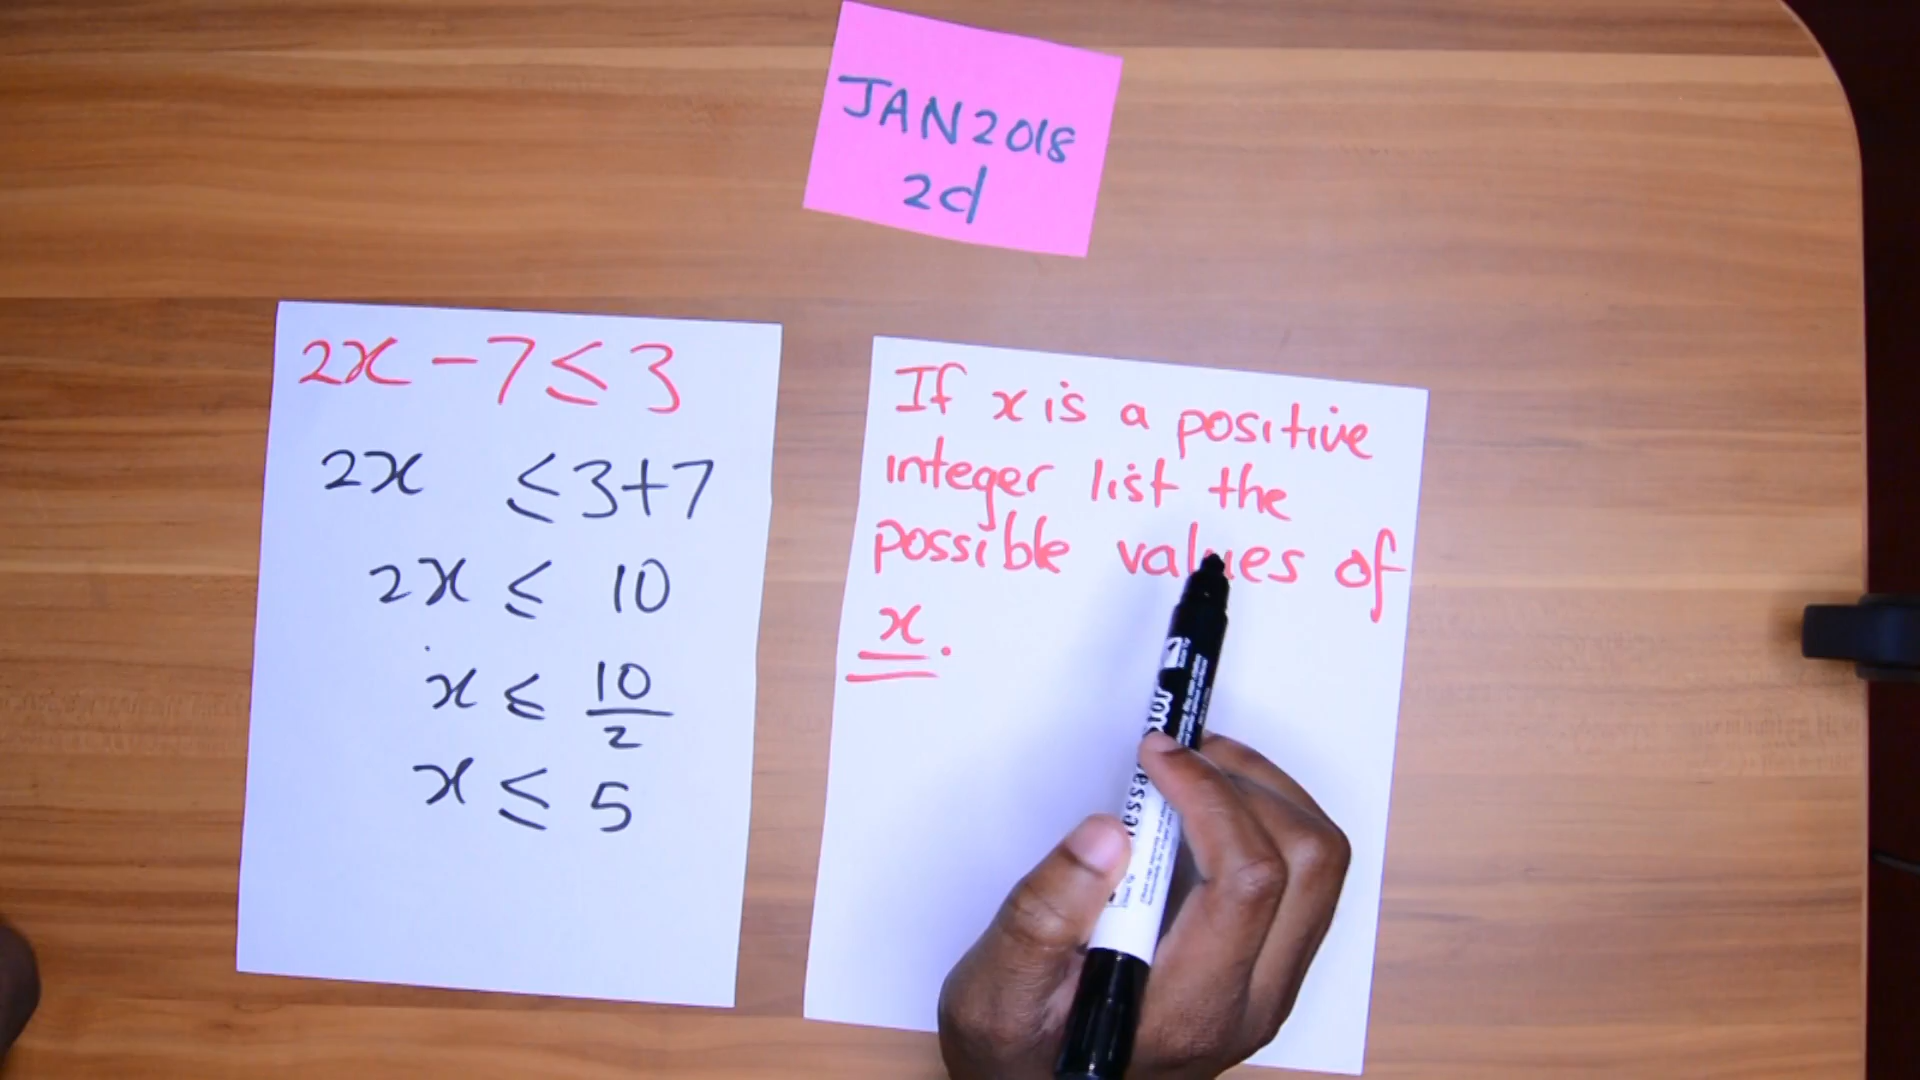 JAN 2018
2d
2x - 7 ≤ 3
2x ≤ 3+7
2x ≤ 10
x ≤ 10/2
x ≤ 5
If x is a positive
integer list the
possible values of
x.